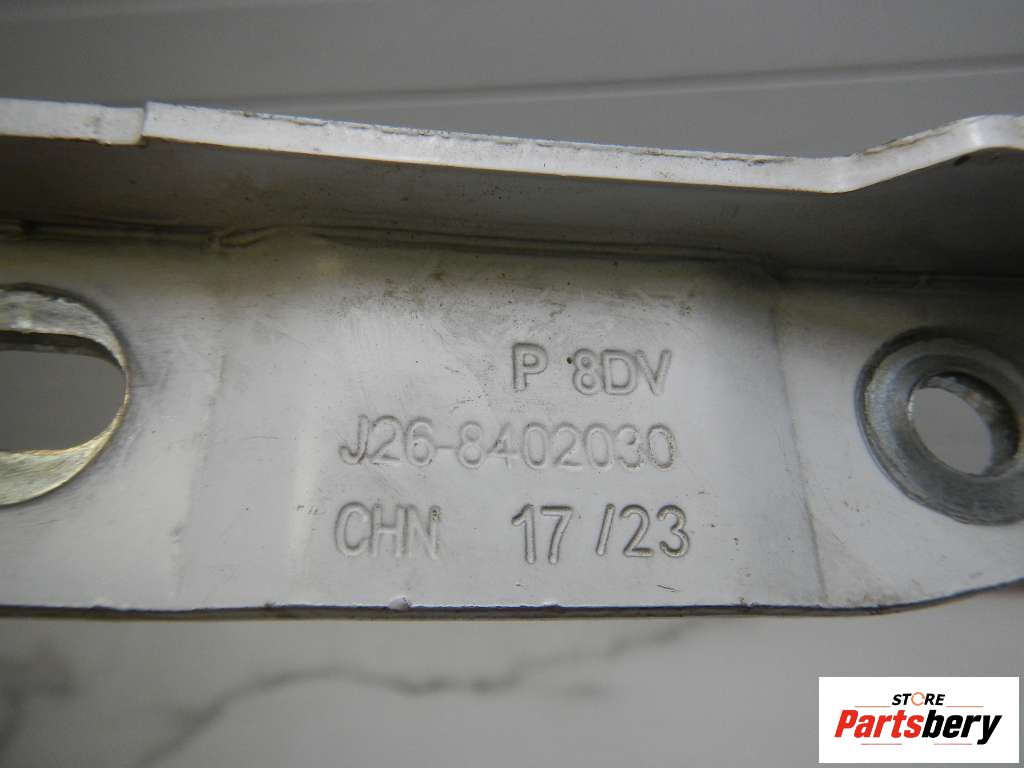 P 8DV
J26-8402030
CHN 17 /23
STORE
Partsbery